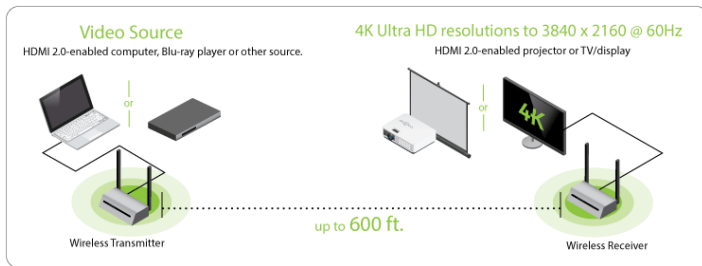 Video Source
HDMI 2.0-enabled computer, Blu-ray player or other source.
or
4K Ultra HD resolutions to 3840 x 2160 @ 60Hz
HDMI 2.0-enabled projector or TV/display
or
4K
up to 600 ft.
Wireless Transmitter
Wireless Receiver